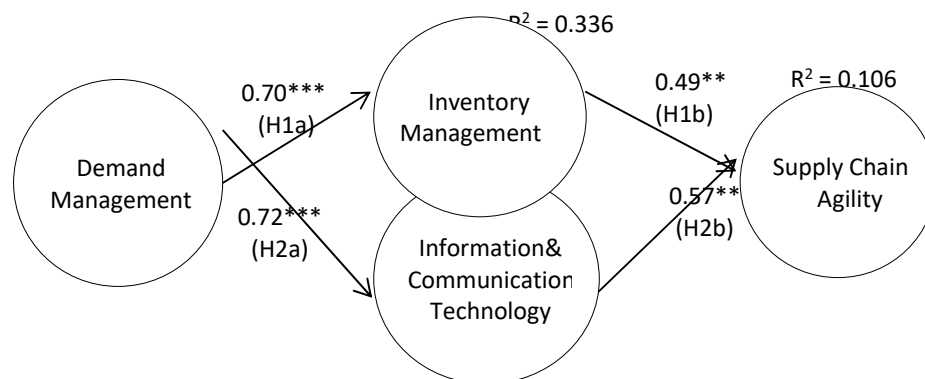 R² = 0.336
0.70***
(H1a)
Inventory
Management
0.49**
(H1b)
R² = 0.106
Demand
Management
Supply Chain
Agility
0.72***
(H2a)
0.57**
(H2b)
Information&
Communication
Technology